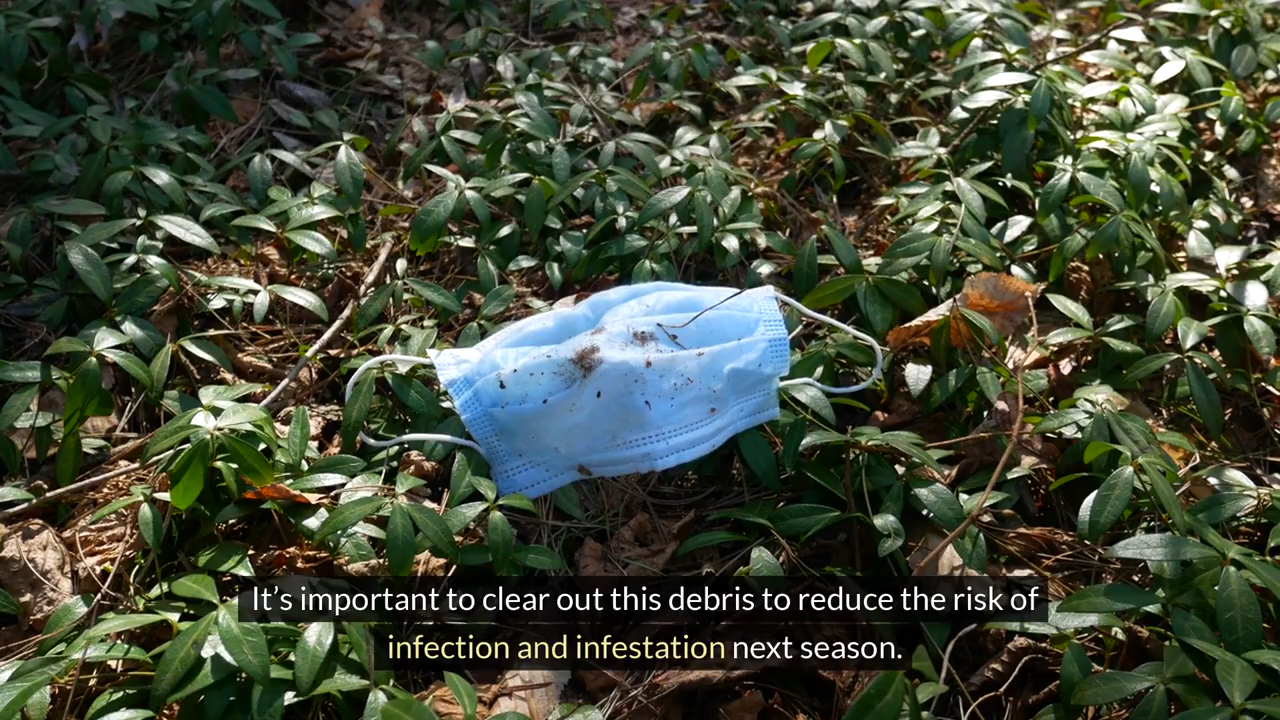 It’s important to clear out this debris to reduce the risk of
infection and infestation next season.